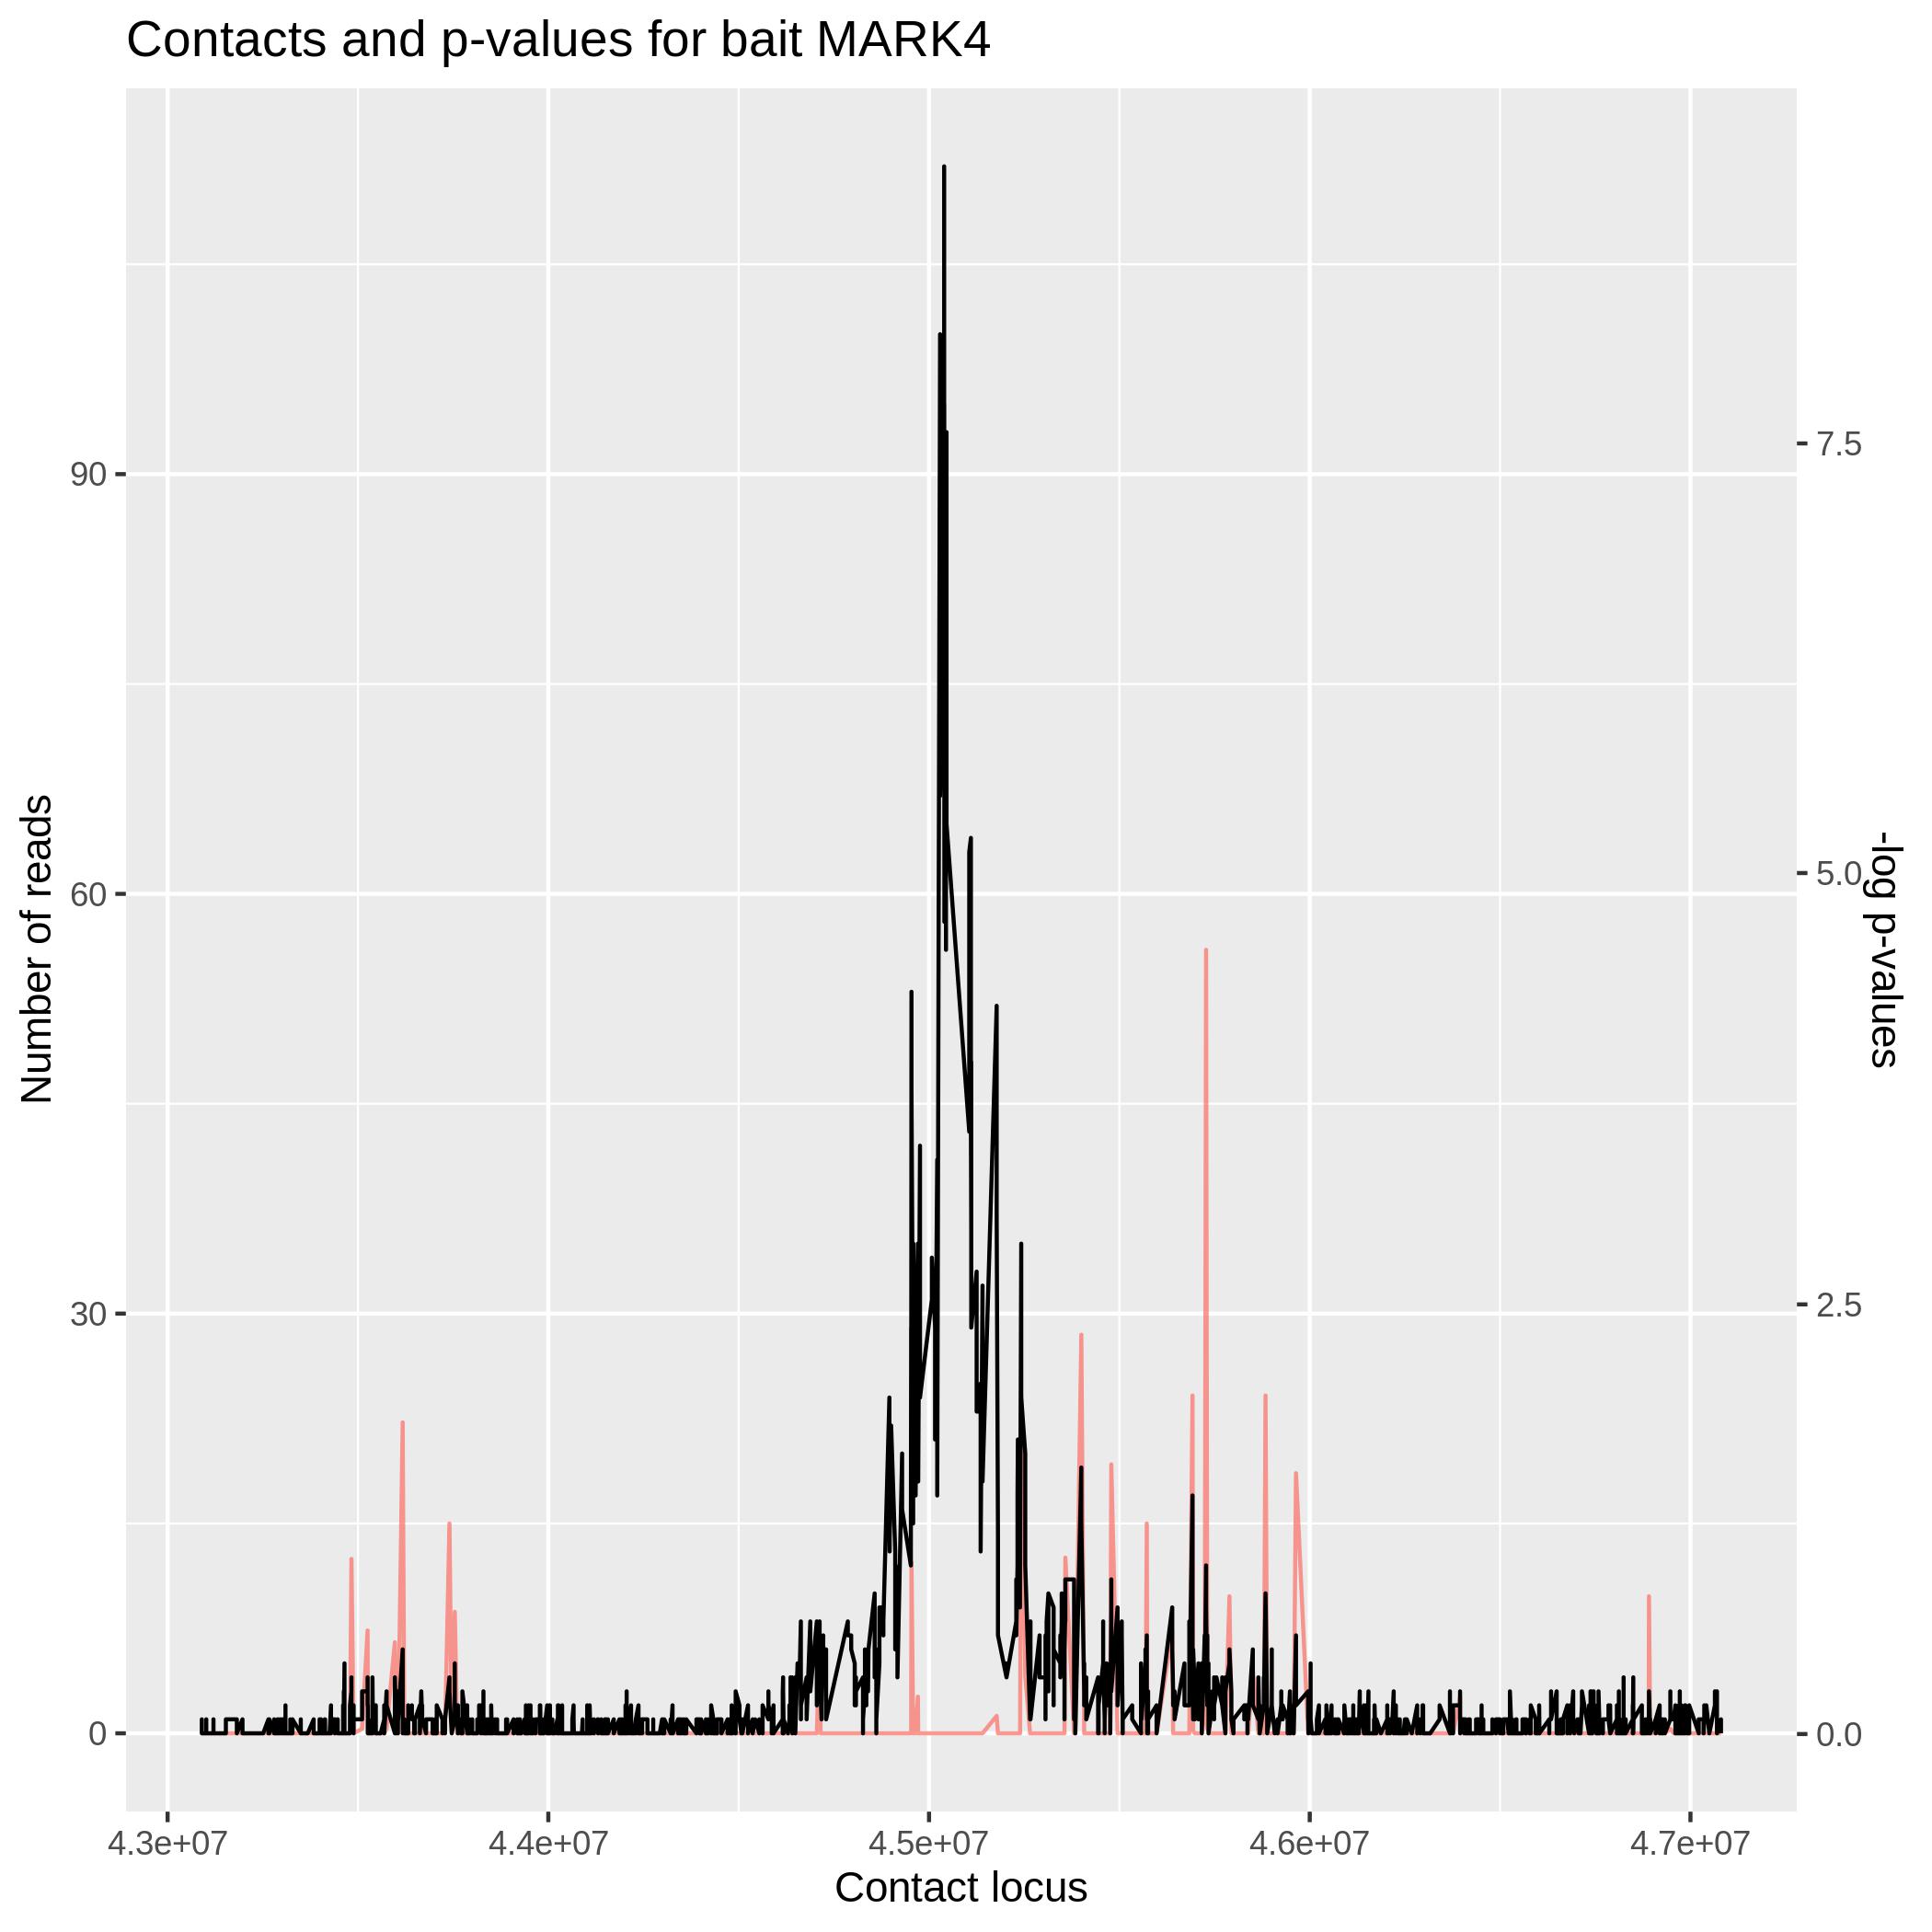 Contacts and p-values for bait MARK4
Number of reads
90
60
30
0
7.5
5.0
2.5
0.0
-log p-values
4.3e+07 4.4e+07 4.5e+07 4.6e+07 4.7e+07
Contact locus